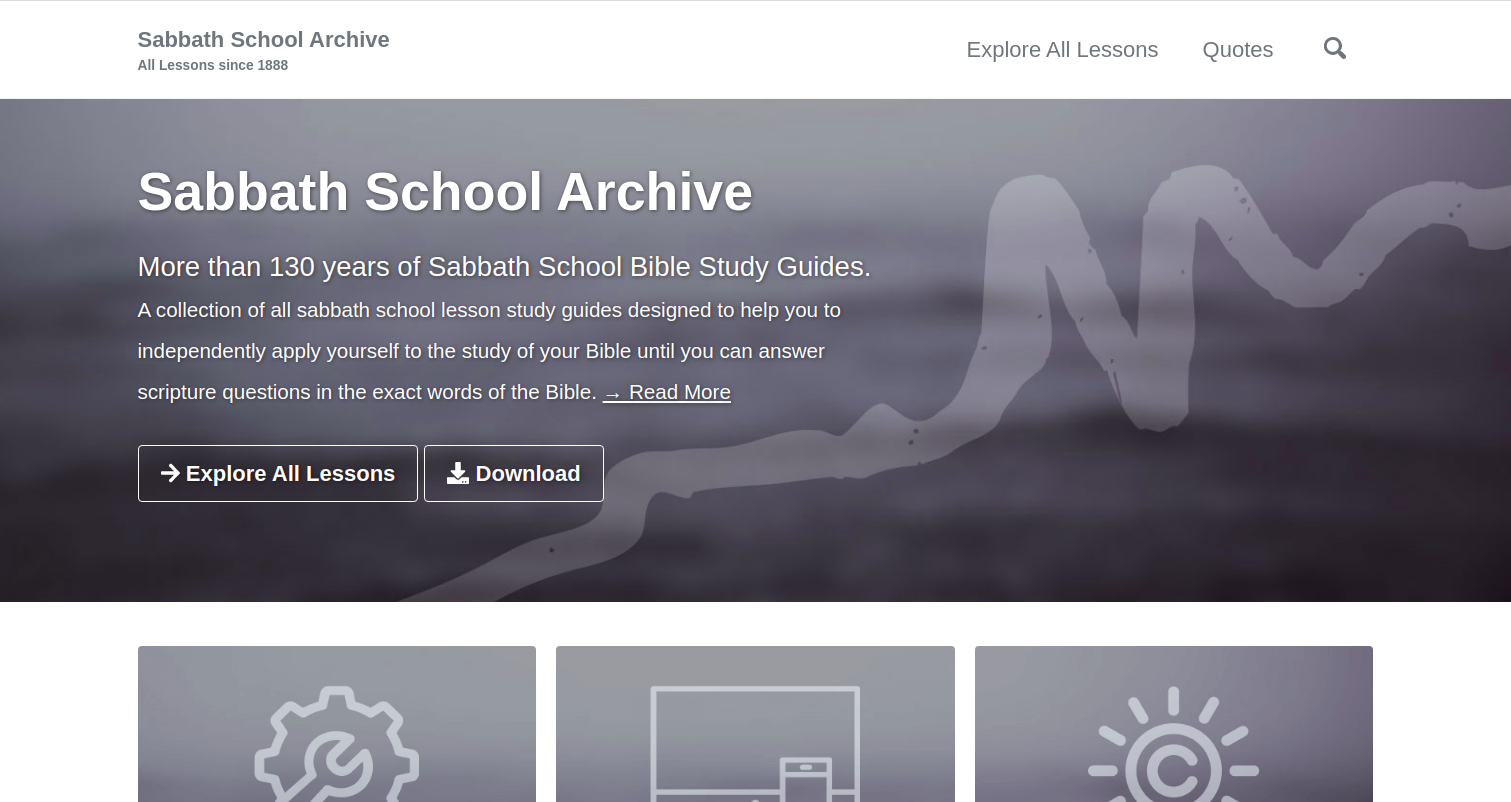 Sabbath School Archive
All Lessons since 1888
Explore All Lessons
Quotes
Sabbath School Archive
More than 130 years of Sabbath School Bible Study Guides.
A collection of all sabbath school lesson study guides designed to help you to
independently apply yourself to the study of your Bible until you can answer
scripture questions in the exact words of the Bible. → Read More
Explore All Lessons
Download